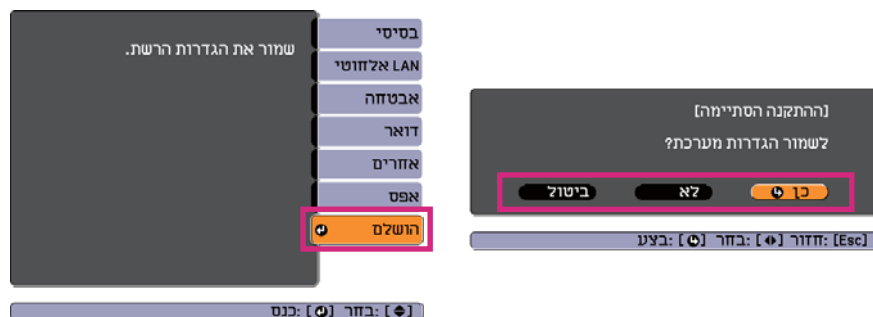 שמור את הגדרות הרשת.
בסיסי
LAN אלחוטי
אבטחה
דואר
אחרים
אפס
הושלם
[ ] :בחר [ ] :כנס
[ההתקנה הסתיימה]
לשמור הגדרות מערכת?
כן לא ביטול
[Esc] :חזור [ ] :בחר [ ] :בצע